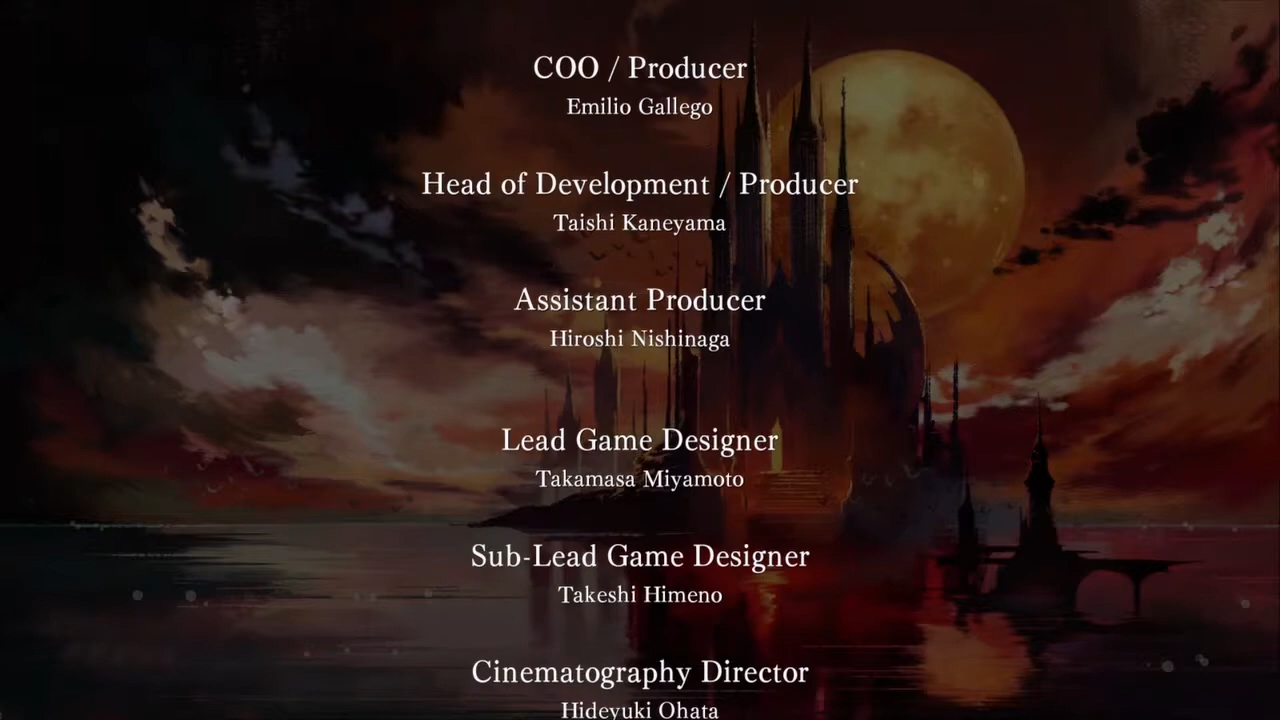 COO / Producer
Emilio Gallego
Head of Development / Producer
Taishi Kaneyama
Assistant Producer
Hiroshi Nishinaga
Lead Game Designer
Takamasa Miyamoto
Sub-Lead Game Designer
Takeshi Himeno
Cinematography Director
Hideyuki Ohata